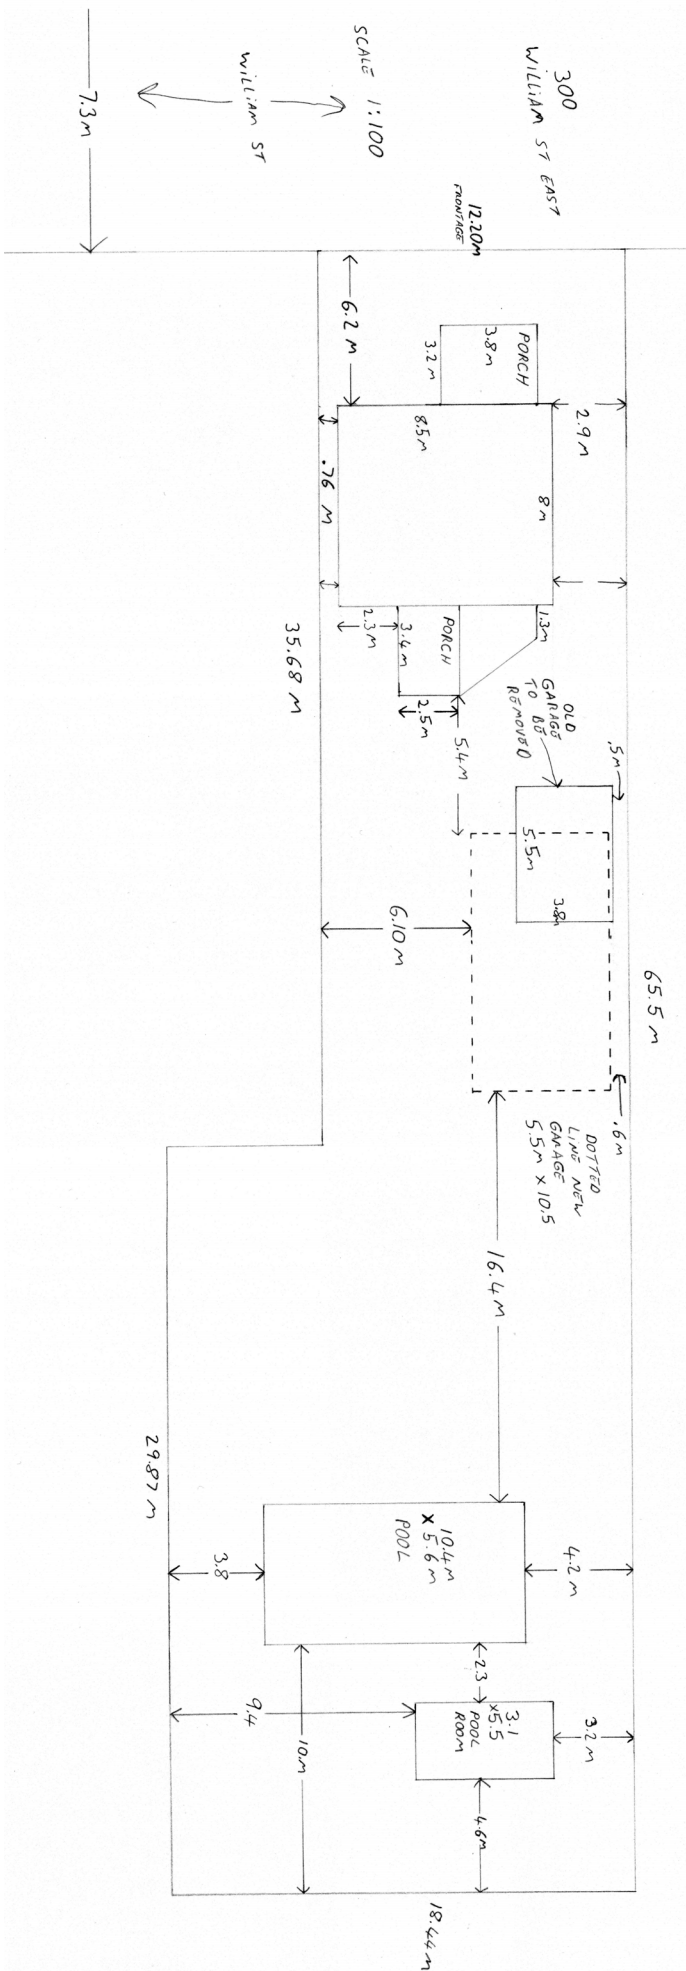 300
WILLIAM ST EAST
SCALE 1:100
WILLIAM ST
7.3M
12.20M
FRONTAGE
6.2 M
PORCH
3.8M
3.2 M
2.9 M
8.5M
8 M
.76 M
35.68 M
1.3M
PORCH
3.4M
2.3M
2.5M
5.4M
OLD
GARAGE
TO BE
REMOVED
.5M
5.5M
3.8M
6.10M
65.5 M
.6M
DOTTED
LINE NEW
GARAGE
5.5M X 10.5
16.4M
29.87 M
10.4M
X 5.6M
POOL
4.2 M
3.8
2.3
3.1
X5.5
POOL
ROOM
3.2 M
9.4
10.M
4.6M
18.44M